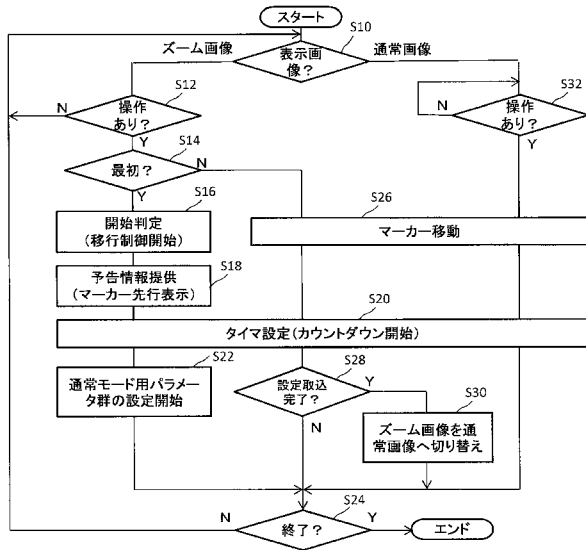 スタート
S10
ズーム画像
表示画
像？
通常画像
S12
N
操作
あり？
Y
S32
N
操作
あり？
Y
S14
最初？
N
Y
S16
開始判定
(移行制御開始)
S26
マーカー移動
S18
予告情報提供
(マーカー先行表示)
S20
タイマ設定(カウントダウン開始)
S22
通常モード用パラメー
タ群の設定開始
S28
設定取込
完了？
Y
N
S30
ズーム画像を通
常画像へ切り替え
S24
N
終了？
Y
エンド